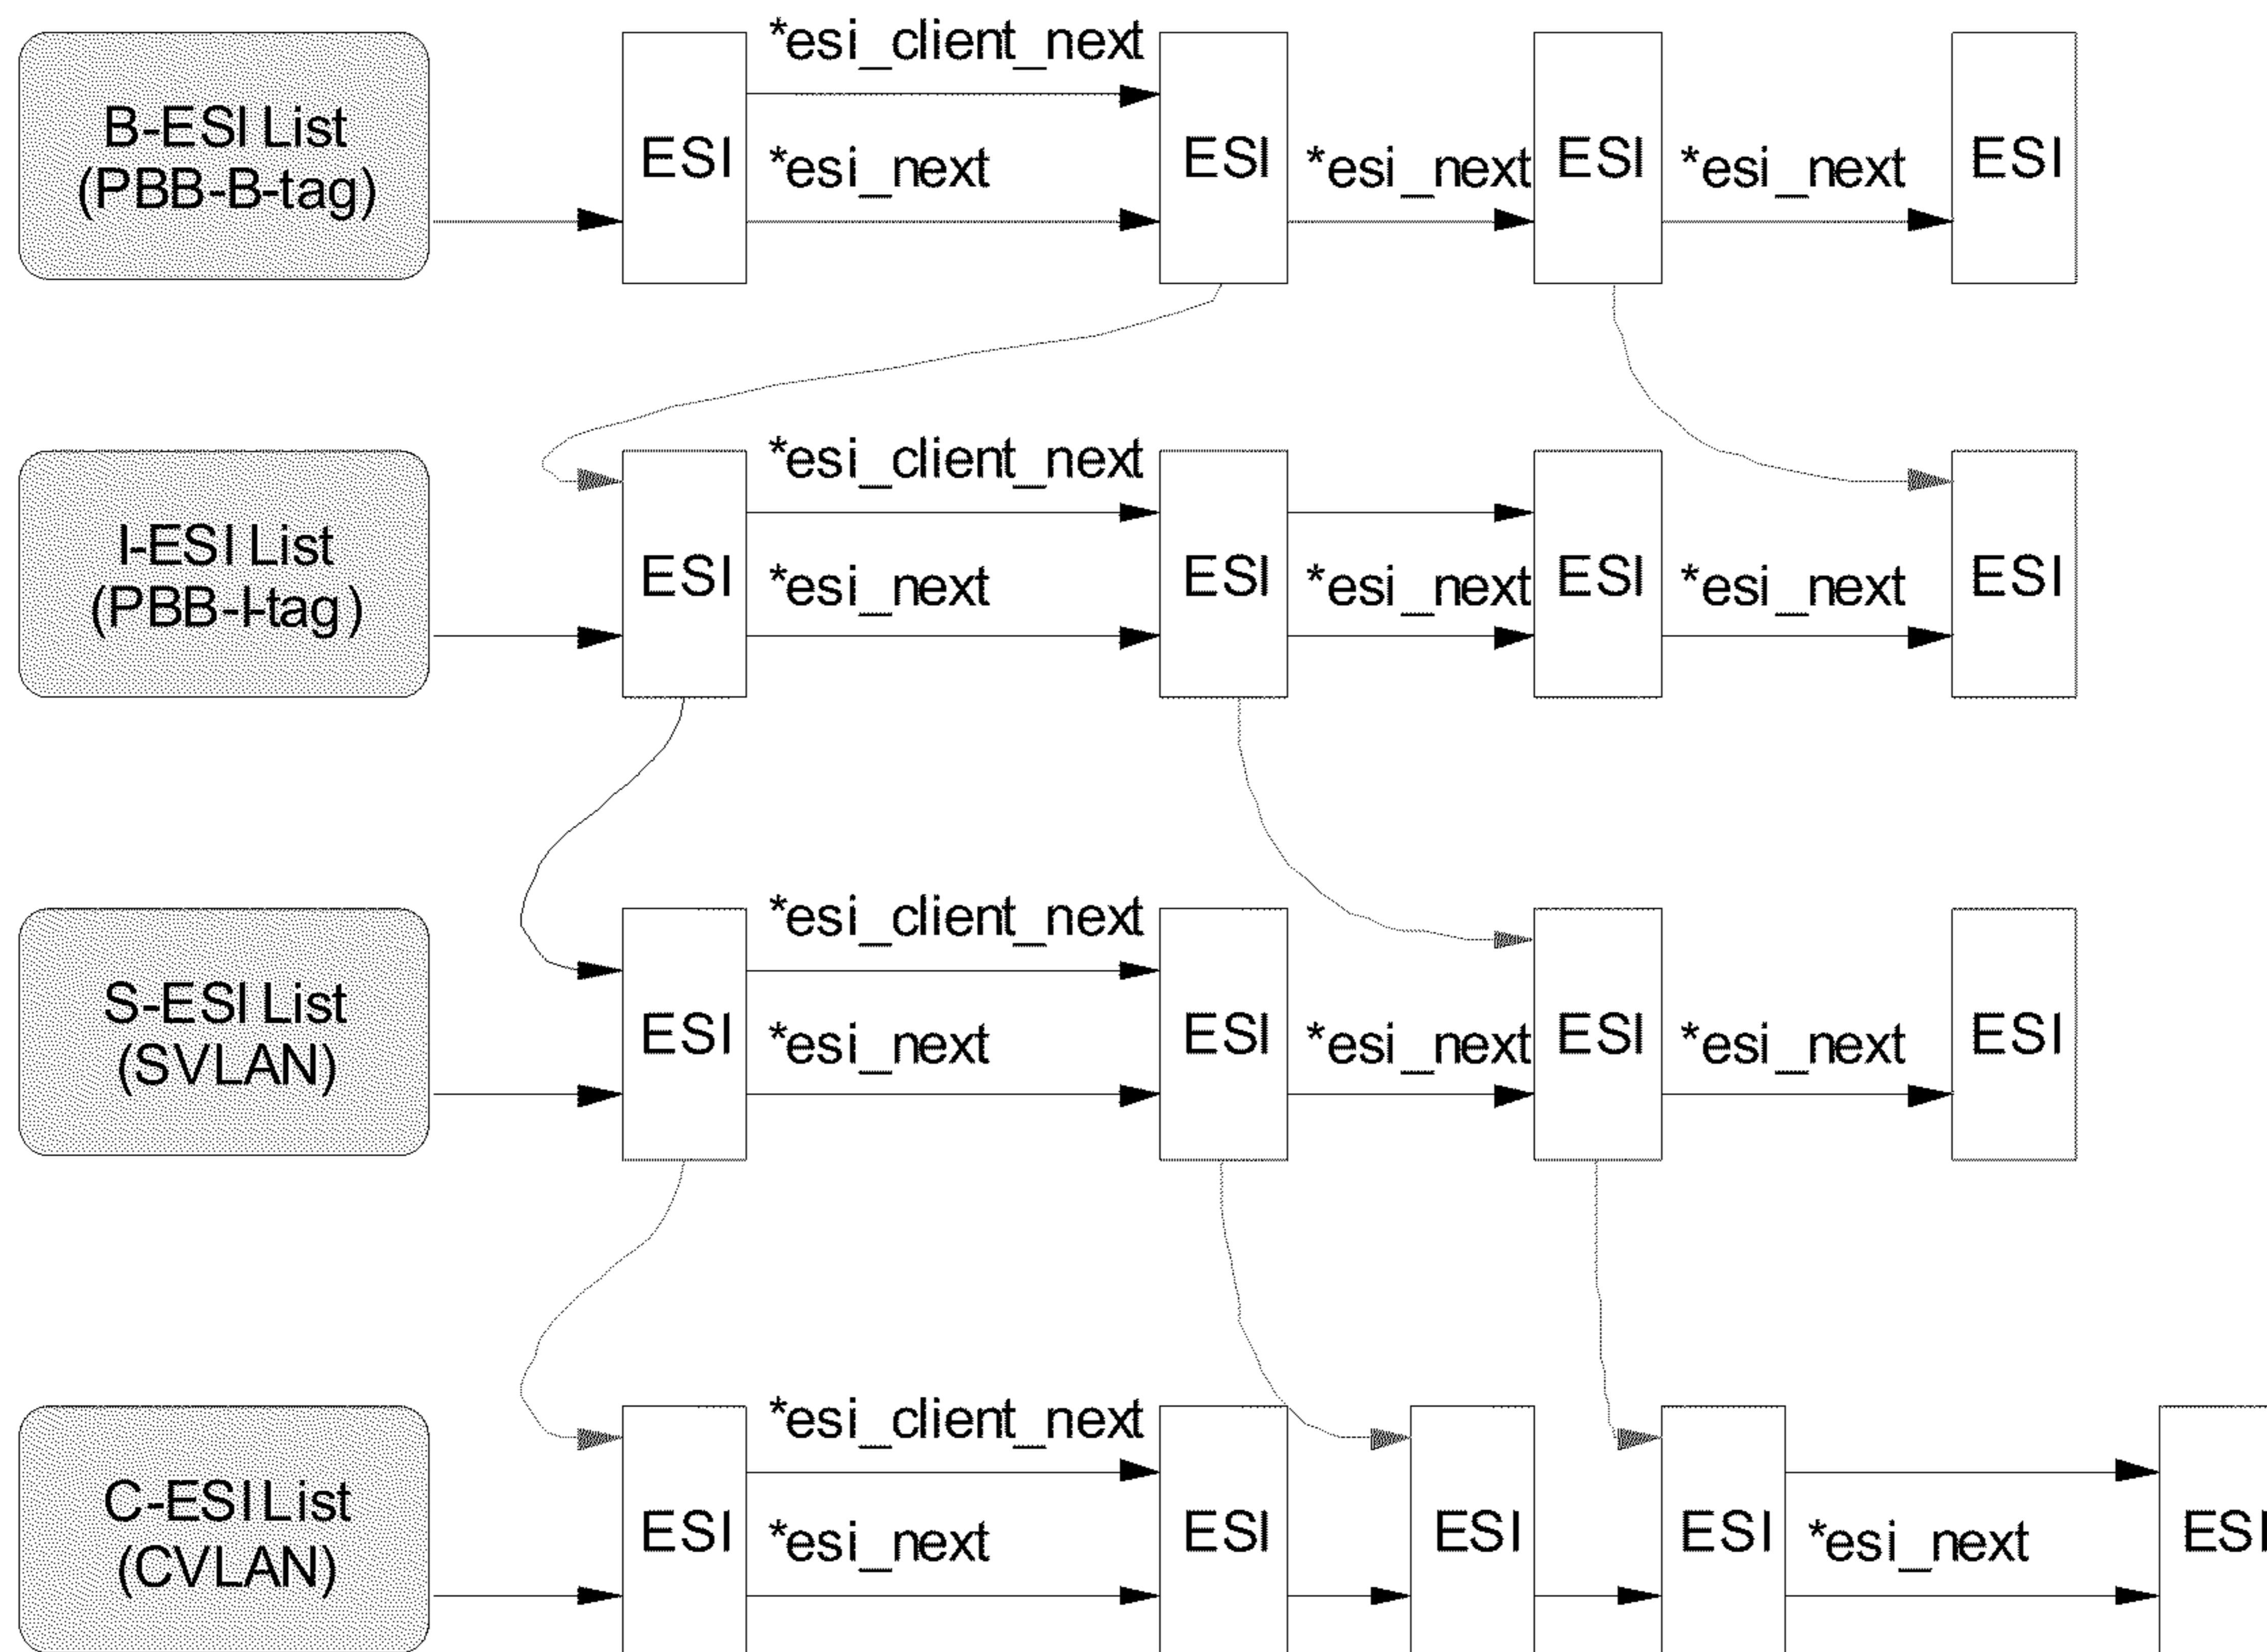 *esi_client_next
B-ESI List
(PBB-B-tag)
ESI
*esi_next
ESI
*esi_next
ESI
*esi_next
ESI
*esi_client_next
I-ESI List
(PBB-I-tag)
ESI
*esi_next
ESI
*esi_next
ESI
*esi_next
ESI
*esi_client_next
S-ESI List
(SVLAN)
ESI
*esi_next
ESI
*esi_next
ESI
*esi_next
ESI
*esi_client_next
C-ESI List
(CVLAN)
ESI
*esi_next
ESI
ESI
ESI
*esi_next
ESI